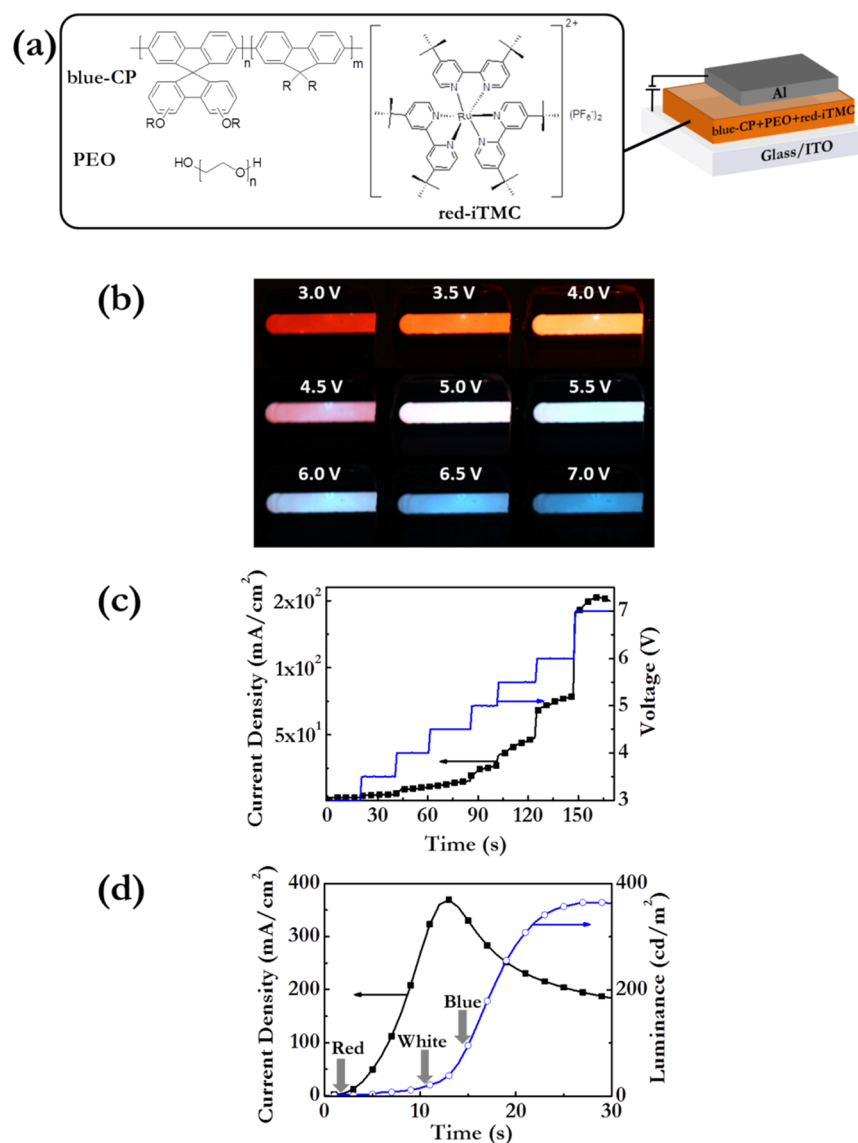 (a)
blue-CP
n
m
R R
RO OR
PEO
HO
O
H
n
2+
N
N
N
Ru
N
N
N
(PF6-)2
red-iTMC
Al
blue-CP+PEO+red-iTMC
Glass/ITO
(b)
3.0 V 3.5 V 4.0 V
4.5 V 5.0 V 5.5 V
6.0 V 6.5 V 7.0 V
(c)
Current Density (mA/cm²)
2x10²
1x10²
5x10¹
7
6
5
4
3
Voltage (V)
0 30 60 90 120 150
Time (s)
(d)
Current Density (mA/cm²)
400
300
200
100
0
Red
White
Blue
400
200
0
Luminance (cd/m²)
0 10 20 30
Time (s)